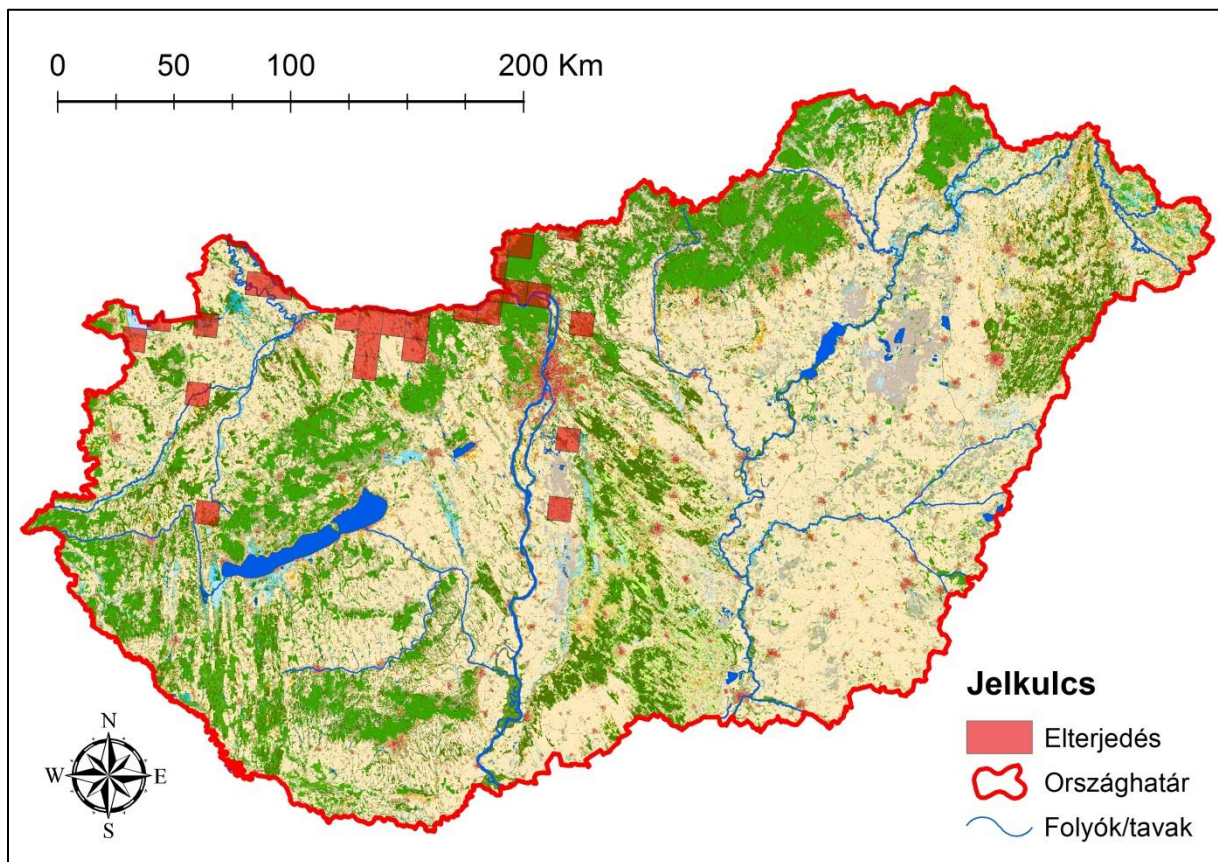 0 50 100 200 Km
N
W E
S
Jelkulcs
Elterjedés
Országhatár
Folyók/tavak